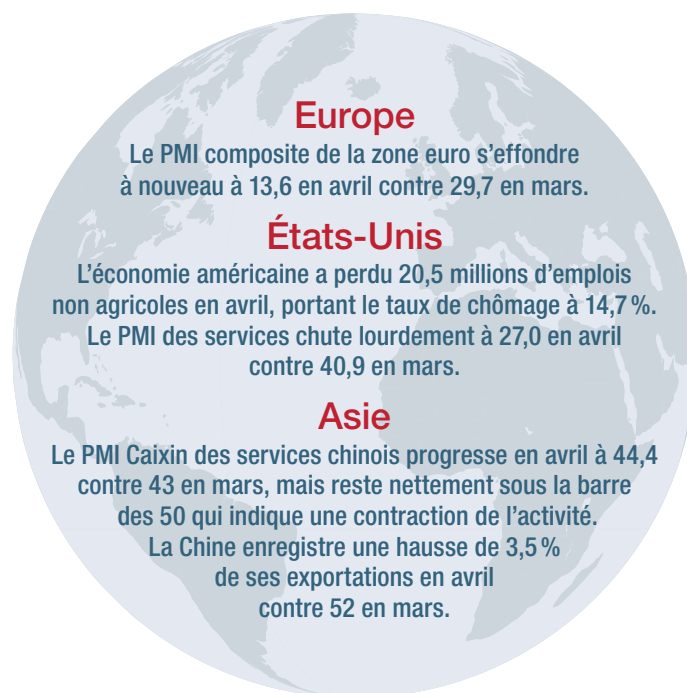 Europe
Le PMI composite de la zone euro s’effondre
à nouveau à 13,6 en avril contre 29,7 en mars.
États-Unis
L’économie américaine a perdu 20,5 millions d’emplois
non agricoles en avril, portant le taux de chômage à 14,7 %.
Le PMI des services chute lourdement à 27,0 en avril
contre 40,9 en mars.
Asie
Le PMI Caixin des services chinois progresse en avril à 44,4
contre 43 en mars, mais reste nettement sous la barre
des 50 qui indique une contraction de l’activité.
La Chine enregistre une hausse de 3,5 %
de ses exportations en avril
contre 52 en mars.